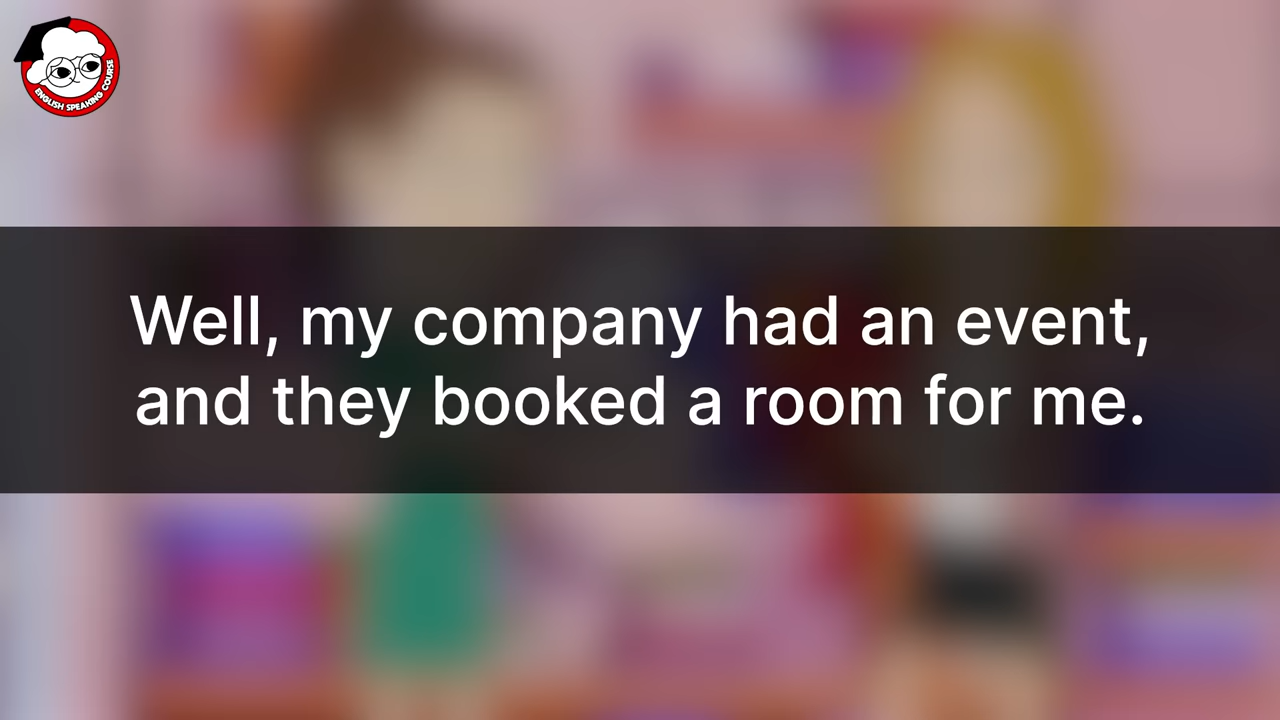 ENGLISH SPEAKING COURSE
Well, my company had an event,
and they booked a room for me.